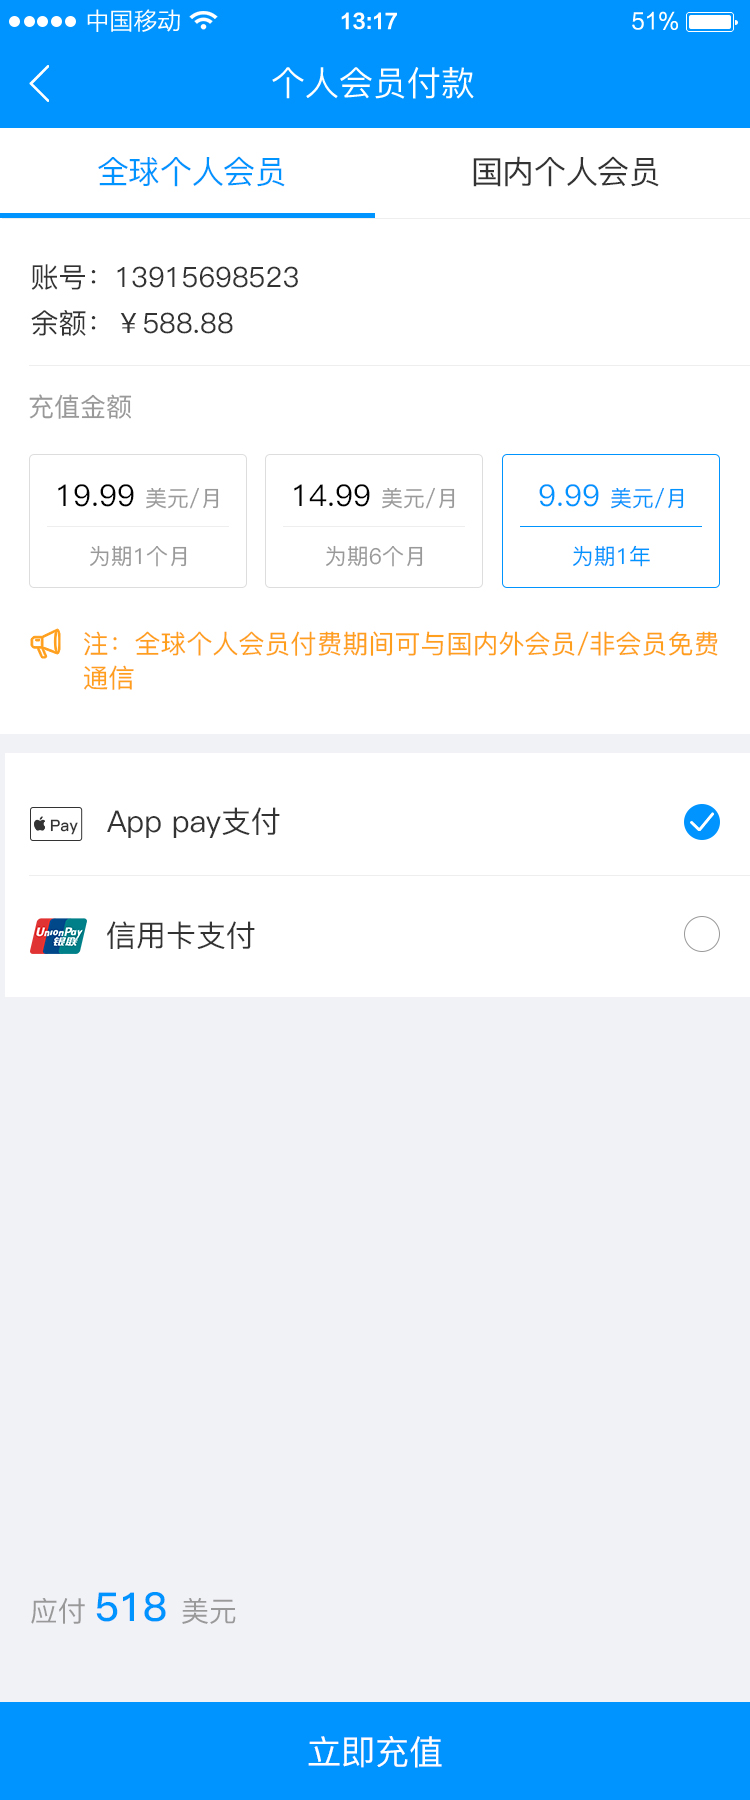 中国移动 13:17 51%
个人会员付款
全球个人会员 国内个人会员
账号：13915698523
余额：￥588.88
充值金额
19.99 美元/月 14.99 美元/月 9.99 美元/月
为期1个月 为期6个月 为期1年
注：全球个人会员付费期间可与国内外会员/非会员免费
通信
Pay App pay支付
UnionPay
银联 信用卡支付
应付 518 美元
立即充值